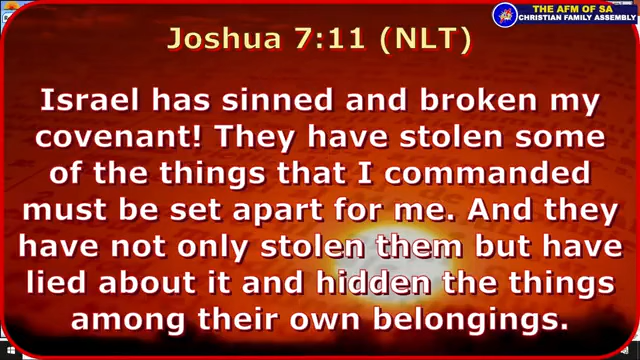 THE AFM OF SA
CHRISTIAN FAMILY ASSEMBLY
Joshua 7:11 (NLT)
Israel has sinned and broken my
covenant! They have stolen some
of the things that I commanded
must be set apart for me. And they
have not only stolen them but have
lied about it and hidden the things
among their own belongings.